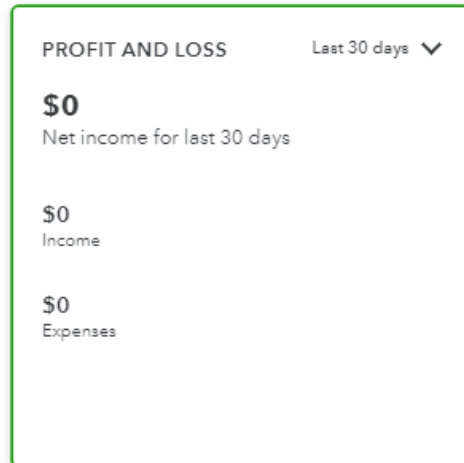 PROFIT AND LOSS Last 30 days
$0
Net income for last 30 days
$0
Income
$0
Expenses